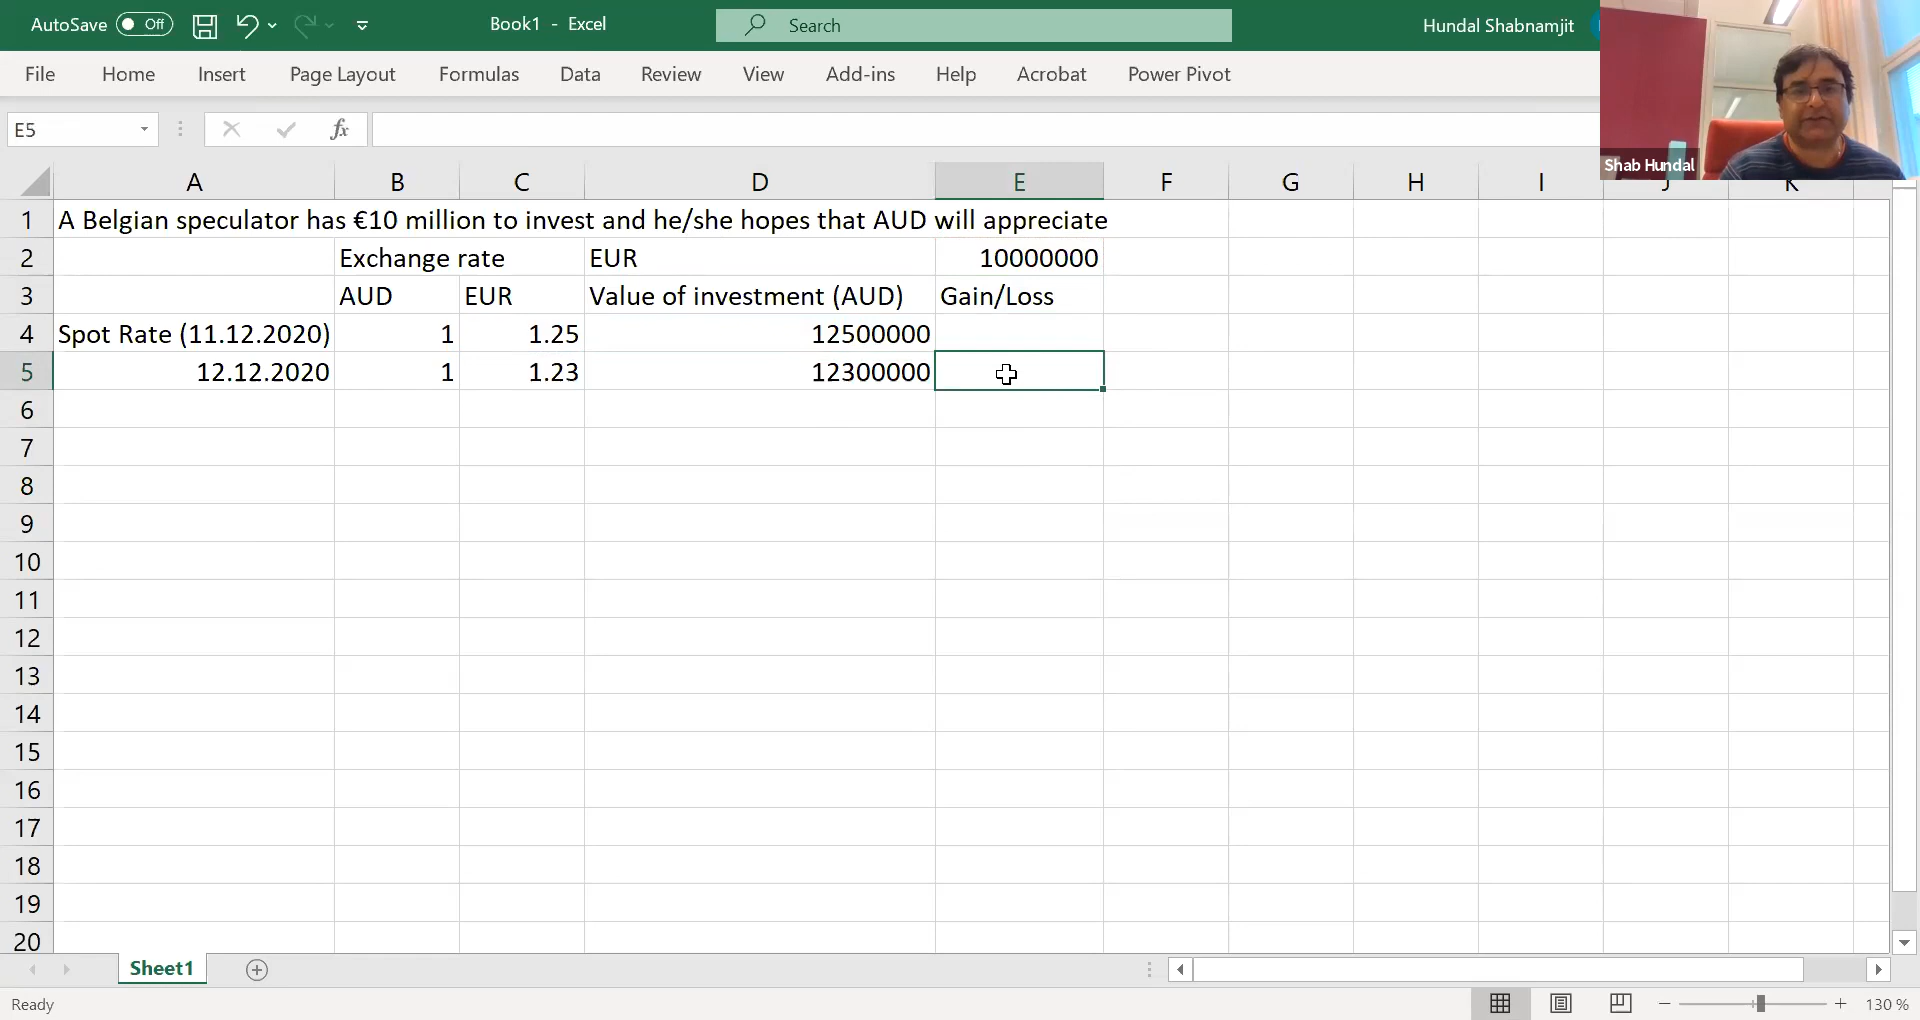 AutoSave Off Book1 - Excel Search Hundal Shabnamjit
File Home Insert Page Layout Formulas Data Review View Add-ins Help Acrobat Power Pivot
Shab Hundal
E5 fx
A B C D E F G H I J K
1 A Belgian speculator has €10 million to invest and he/she hopes that AUD will appreciate
2 Exchange rate EUR 10000000
3 AUD EUR Value of investment (AUD) Gain/Loss
4 Spot Rate (11.12.2020) 1 1.25 12500000
5 12.12.2020 1 1.23 12300000
6
7
8
9
10
11
12
13
14
15
16
17
18
19
20
Sheet1
Ready 130 %